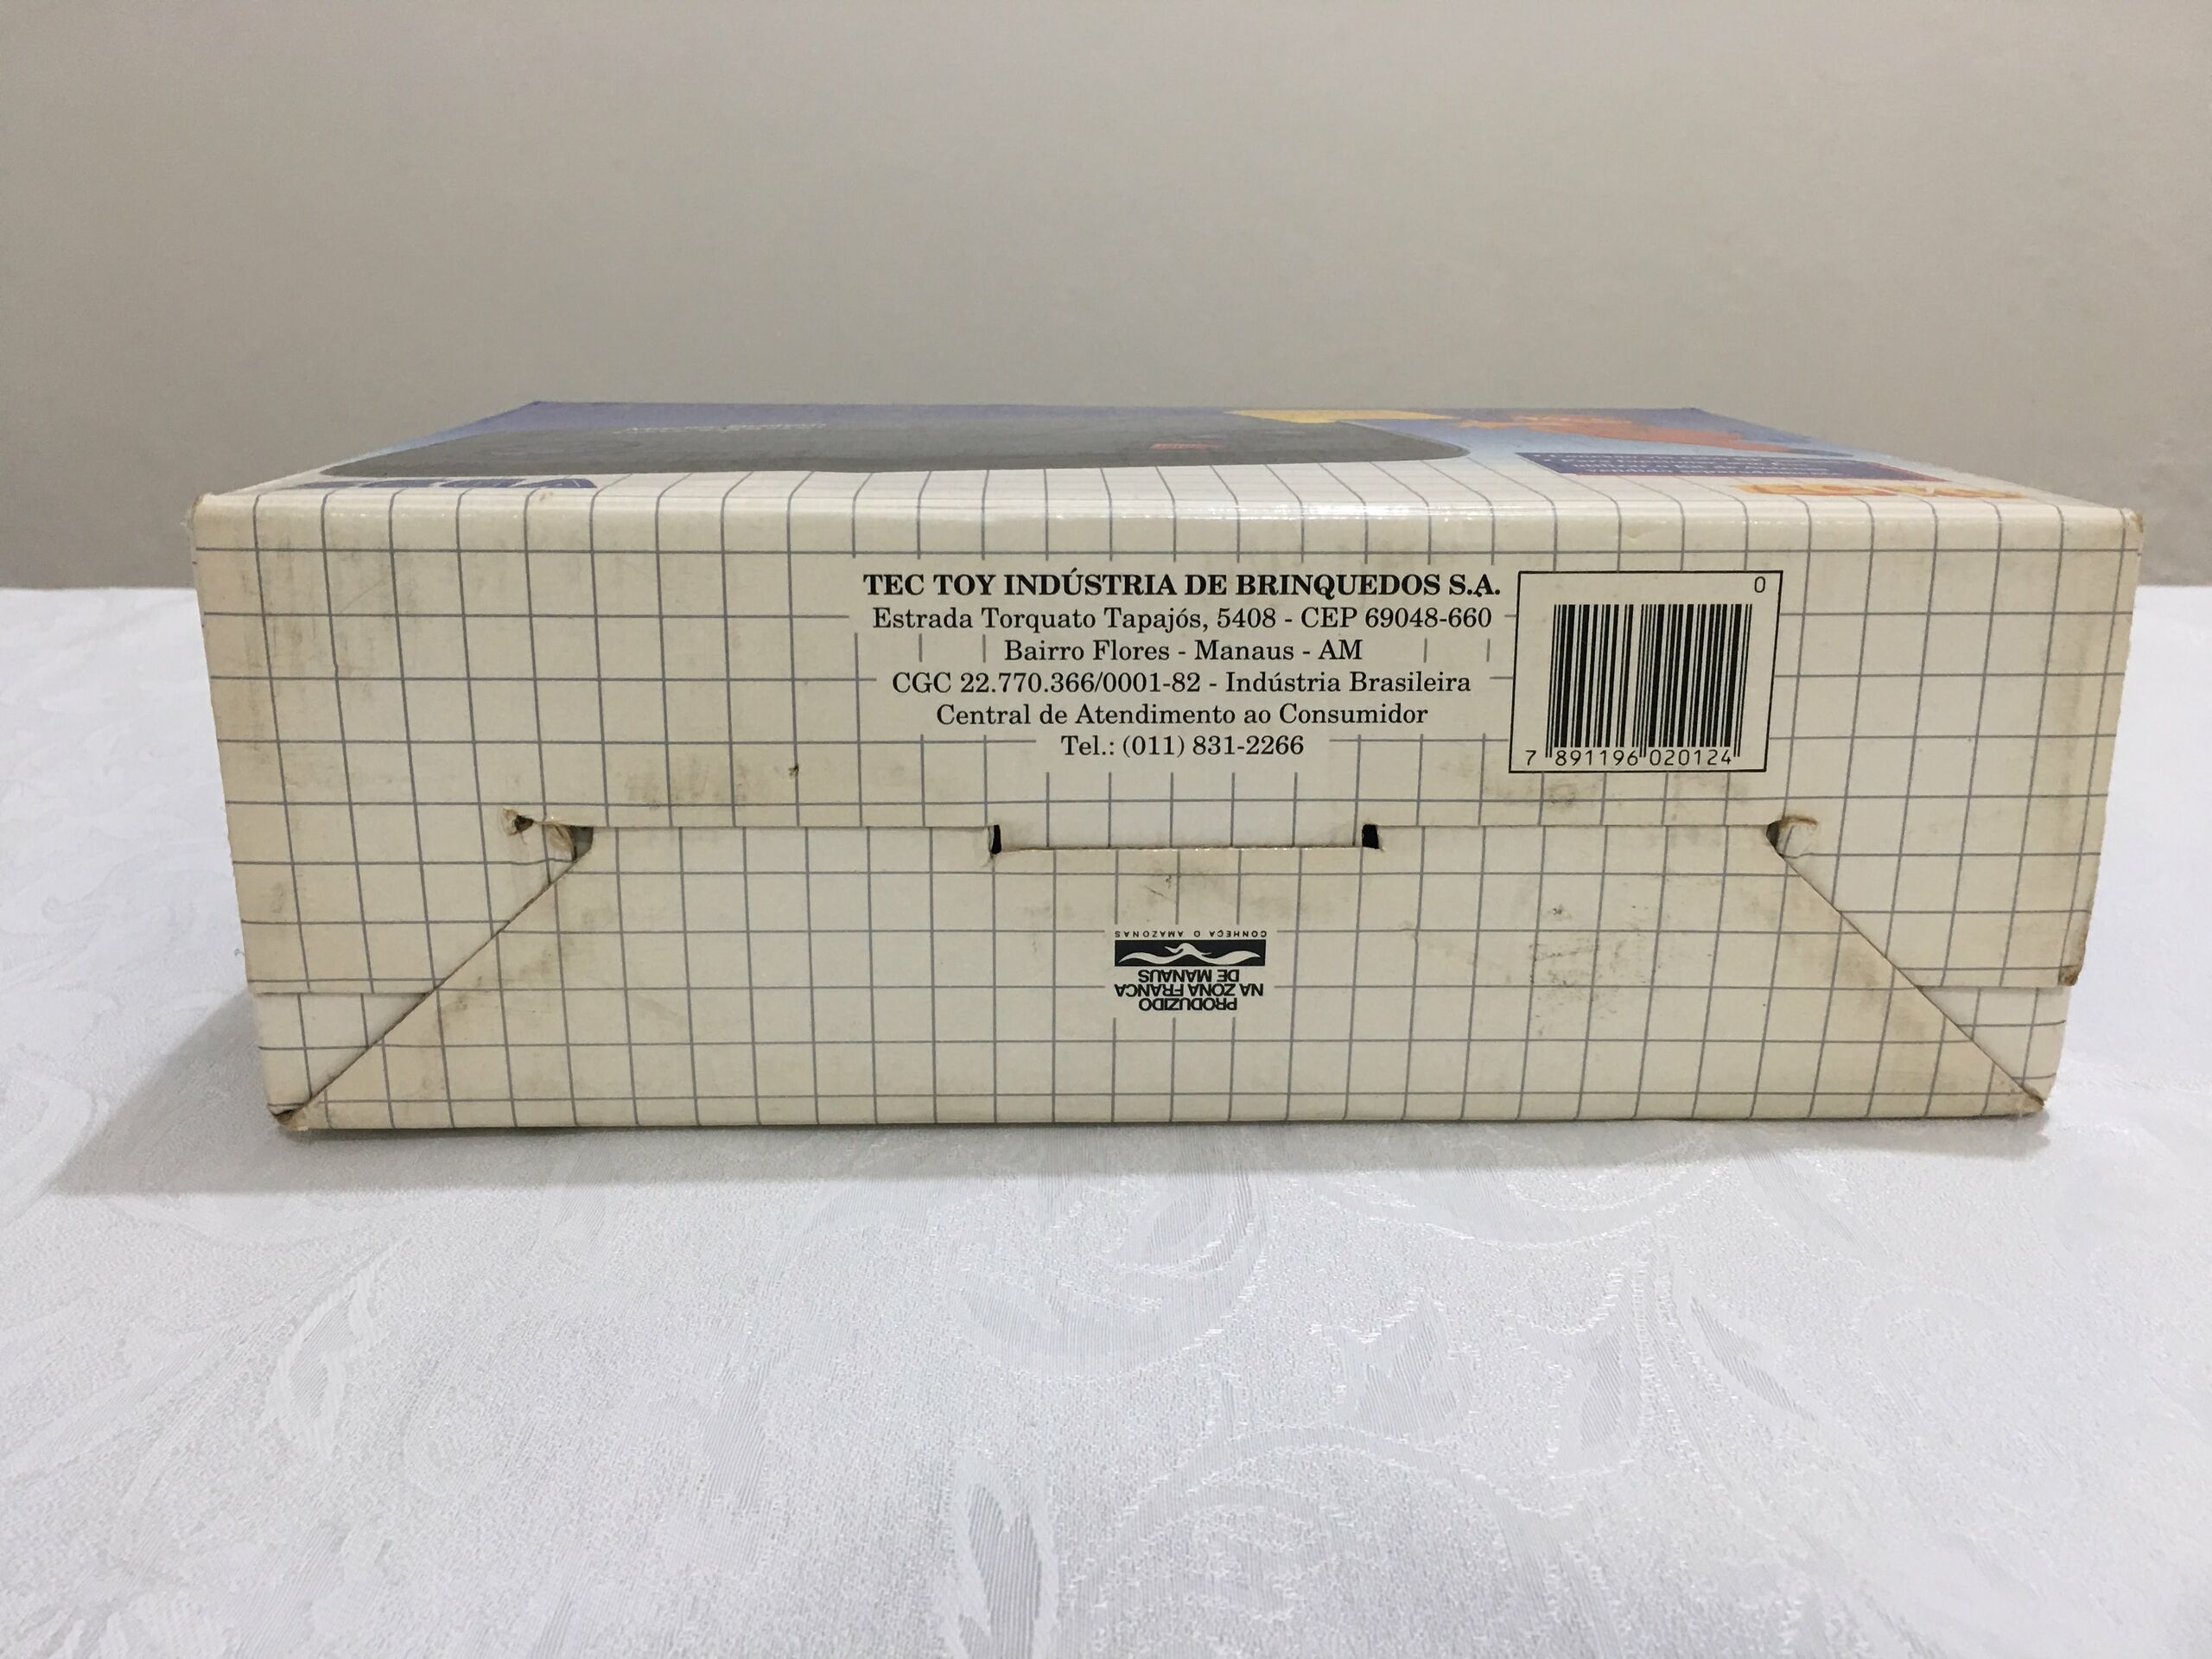 SEGA
TEC TOY INDÚSTRIA DE BRINQUEDOS S.A.
Estrada Torquato Tapajós, 5408 - CEP 69048-660
Bairro Flores - Manaus - AM
CGC 22.770.366/0001-82 - Indústria Brasileira
Central de Atendimento ao Consumidor
Tel.: (011) 831-2266
0
7 891196 020124
PRODUZIDO
NA ZONA FRANCA
DE MANAUS
CONHEÇA O AMAZONAS